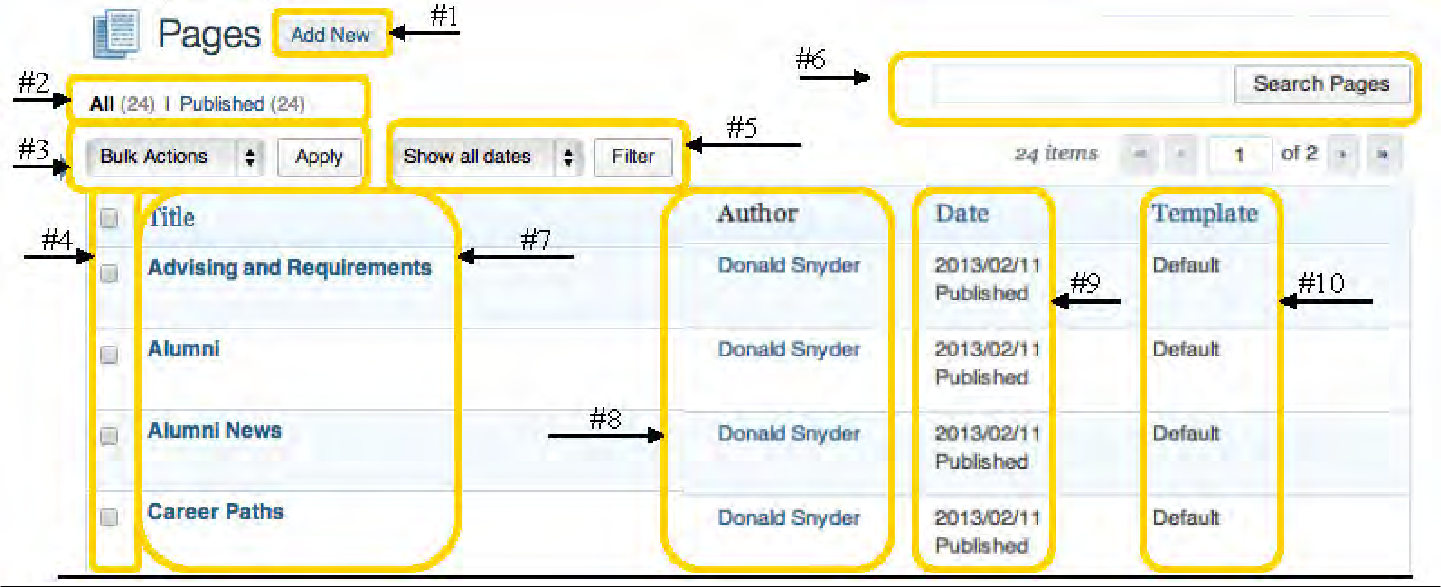 Pages Add New #1
#6
#2
Search Pages
All (24) | Published (24)
#3 Bulk Actions Apply Show all dates Filter #5
24 items « ‹ 1 of 2 › »
Title Author Date Template
#4 #7
Advising and Requirements Donald Snyder 2013/02/11 Default
Published #9 #10
Alumni Donald Snyder 2013/02/11 Default
Published
#8
Alumni News Donald Snyder 2013/02/11 Default
Published
Career Paths Donald Snyder 2013/02/11 Default
Published